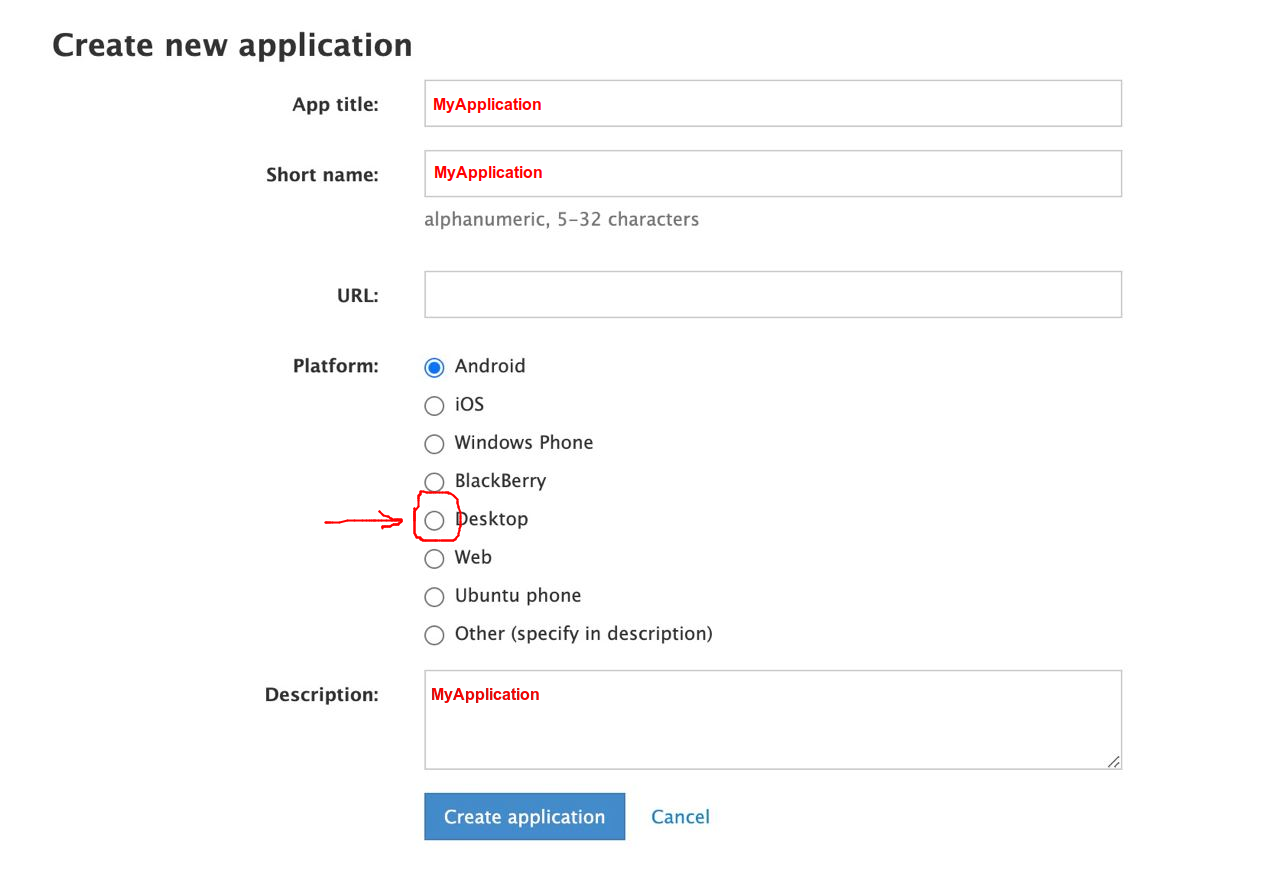 Create new application
App title: MyApplication
Short name: MyApplication
alphanumeric, 5-32 characters
URL:
Platform: Android
iOS
Windows Phone
BlackBerry
Desktop
Web
Ubuntu phone
Other (specify in description)
Description: MyApplication
Create application Cancel